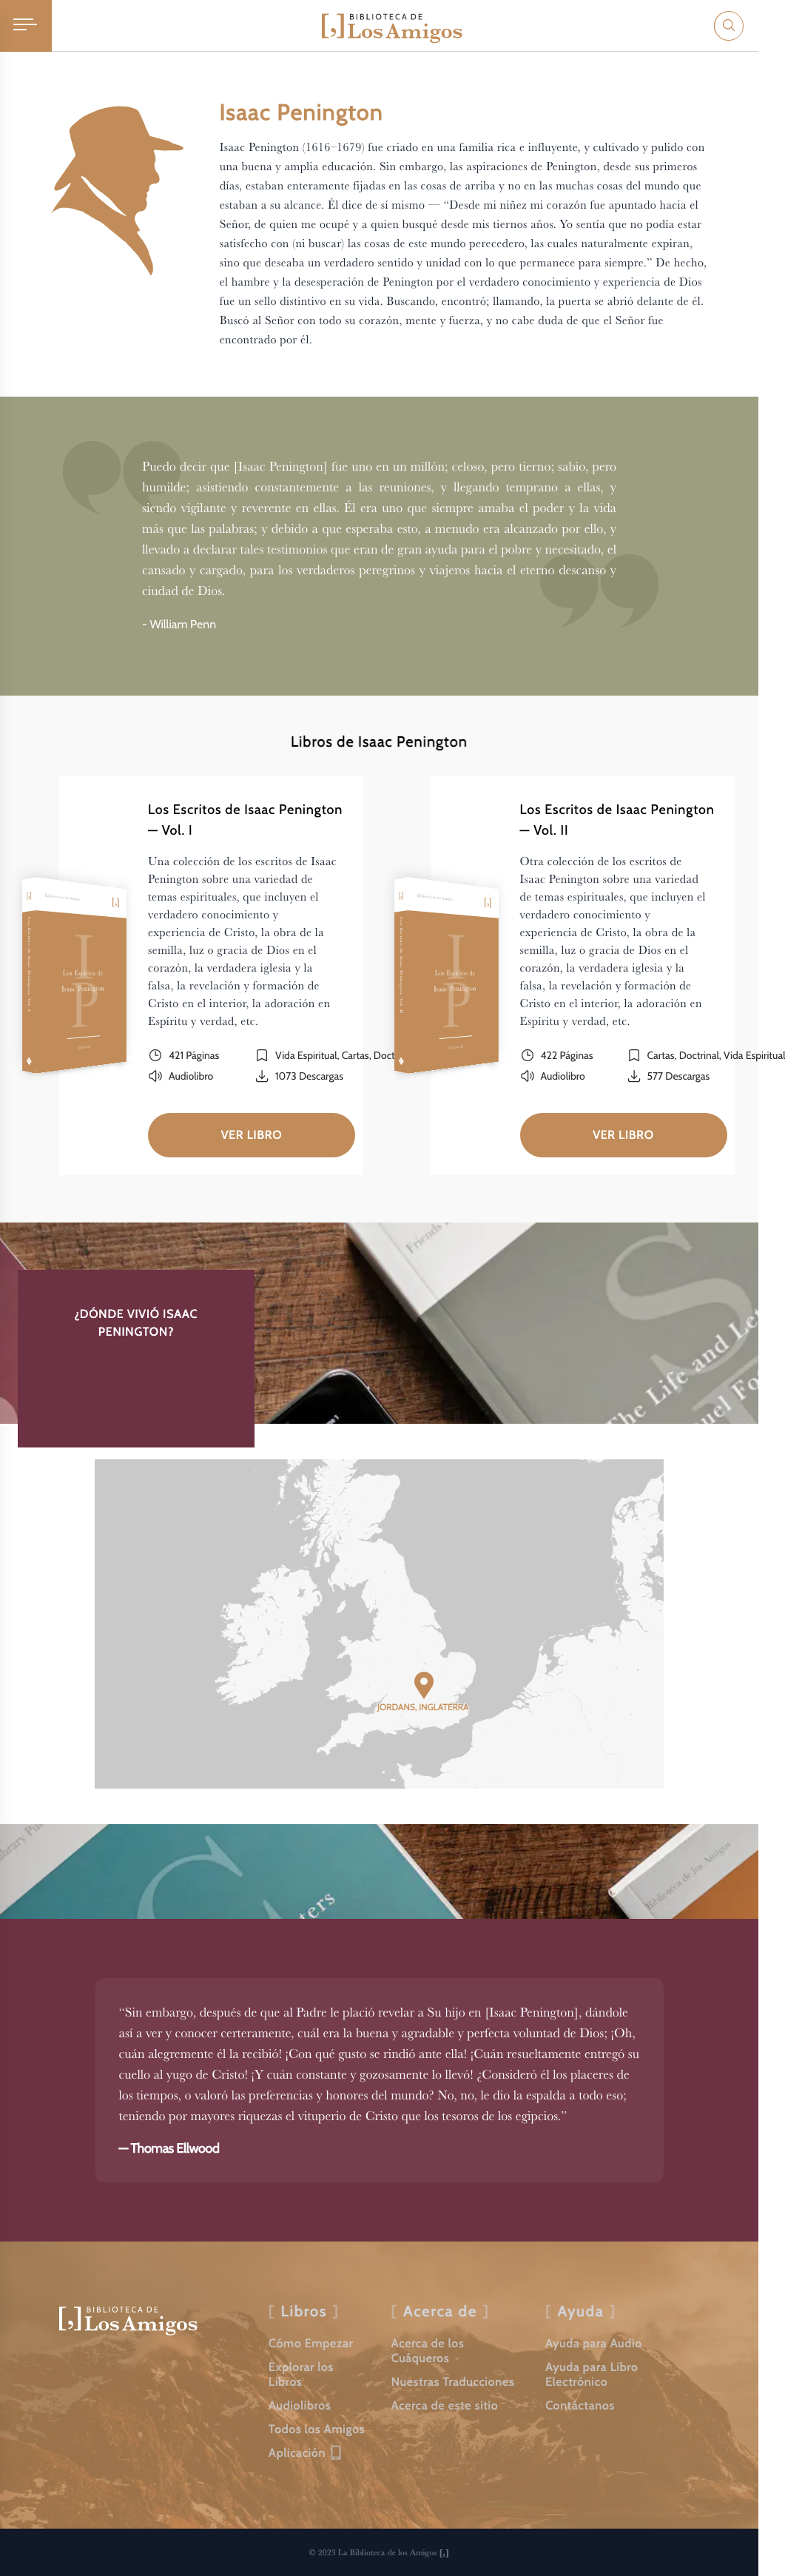 BIBLIOTECA DE
Los Amigos
Isaac Penington
Isaac Penington (1616–1679) fue criado en una familia rica e influyente, y cultivado y pulido con
una buena y amplia educación. Sin embargo, las aspiraciones de Penington, desde sus primeros
días, estaban enteramente fijadas en las cosas de arriba y no en las muchas cosas del mundo que
estaban a su alcance. Él dice de sí mismo — “Desde mi niñez mi corazón fue apuntado hacia el
Señor, de quien me ocupé y a quien busqué desde mis tiernos años. Yo sentía que no podía estar
satisfecho con (ni buscar) las cosas de este mundo perecedero, las cuales naturalmente expiran,
sino que deseaba un verdadero sentido y unidad con lo que permanece para siempre.” De hecho,
el hambre y la desesperación de Penington por el verdadero conocimiento y experiencia de Dios
fue un sello distintivo en su vida. Buscando, encontró; llamando, la puerta se abrió delante de él.
Buscó al Señor con todo su corazón, mente y fuerza, y no cabe duda de que el Señor fue
encontrado por él.
Puedo decir que [Isaac Penington] fue uno en un millón; celoso, pero tierno; sabio, pero
humilde; asistiendo constantemente a las reuniones, y llegando temprano a ellas, y
siendo vigilante y reverente en ellas. Él era uno que siempre amaba el poder y la vida
más que las palabras; y debido a que esperaba esto, a menudo era alcanzado por ello, y
llevado a declarar tales testimonios que eran de gran ayuda para el pobre y necesitado, el
cansado y cargado, para los verdaderos peregrinos y viajeros hacia el eterno descanso y
ciudad de Dios.
- William Penn
Libros de Isaac Penington
Los Escritos de Isaac Penington
— Vol. I
Una colección de los escritos de Isaac
Penington sobre una variedad de
temas espirituales, que incluyen el
verdadero conocimiento y
experiencia de Cristo, la obra de la
semilla, luz o gracia de Dios en el
corazón, la verdadera iglesia y la
falsa, la revelación y formación de
Cristo en el interior, la adoración en
Espíritu y verdad, etc.
421 Páginas
Vida Espiritual, Cartas, Doct
Audiolibro
1073 Descargas
VER LIBRO
Los Escritos de
Isaac Penington
IP
Los Escritos de Isaac Penington
— Vol. II
Otra colección de los escritos de
Isaac Penington sobre una variedad
de temas espirituales, que incluyen el
verdadero conocimiento y
experiencia de Cristo, la obra de la
semilla, luz o gracia de Dios en el
corazón, la verdadera iglesia y la
falsa, la revelación y formación de
Cristo en el interior, la adoración en
Espíritu y verdad, etc.
422 Páginas
Cartas, Doctrinal, Vida Espiritual
Audiolibro
577 Descargas
VER LIBRO
Los Escritos de
Isaac Penington
IP
Friends
The Life and Let
uel Fo
¿DÓNDE VIVIÓ ISAAC
PENINGTON?
JORDANS, INGLATERRA
C
ters
Biblioteca de los Amigos
“Sin embargo, después de que al Padre le plació revelar a Su hijo en [Isaac Penington], dándole
así a ver y conocer certeramente, cuál era la buena y agradable y perfecta voluntad de Dios; ¡Oh,
cuán alegremente él la recibió! ¡Con qué gusto se rindió ante ella! ¡Cuán resueltamente entregó su
cuello al yugo de Cristo! ¡Y cuán constante y gozosamente lo llevó! ¿Consideró él los placeres de
los tiempos, o valoró las preferencias y honores del mundo? No, no, le dio la espalda a todo eso;
teniendo por mayores riquezas el vituperio de Cristo que los tesoros de los egipcios.”
— Thomas Ellwood
BIBLIOTECA DE
Los Amigos
[ Libros ]
Cómo Empezar
Explorar los
Libros
Audiolibros
Todos los Amigos
Aplicación
[ Acerca de ]
Acerca de los
Cuáqueros
Nuestras Traducciones
Acerca de este sitio
[ Ayuda ]
Ayuda para Audio
Ayuda para Libro
Electrónico
Contáctanos
© 2023 La Biblioteca de los Amigos [,]